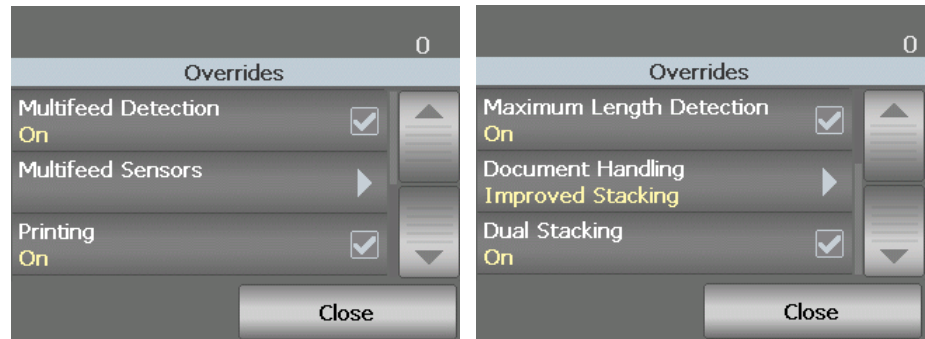 0
Overrides
Multifeed Detection
On
Multifeed Sensors
Printing
On
Close
0
Overrides
Maximum Length Detection
On
Document Handling
Improved Stacking
Dual Stacking
On
Close